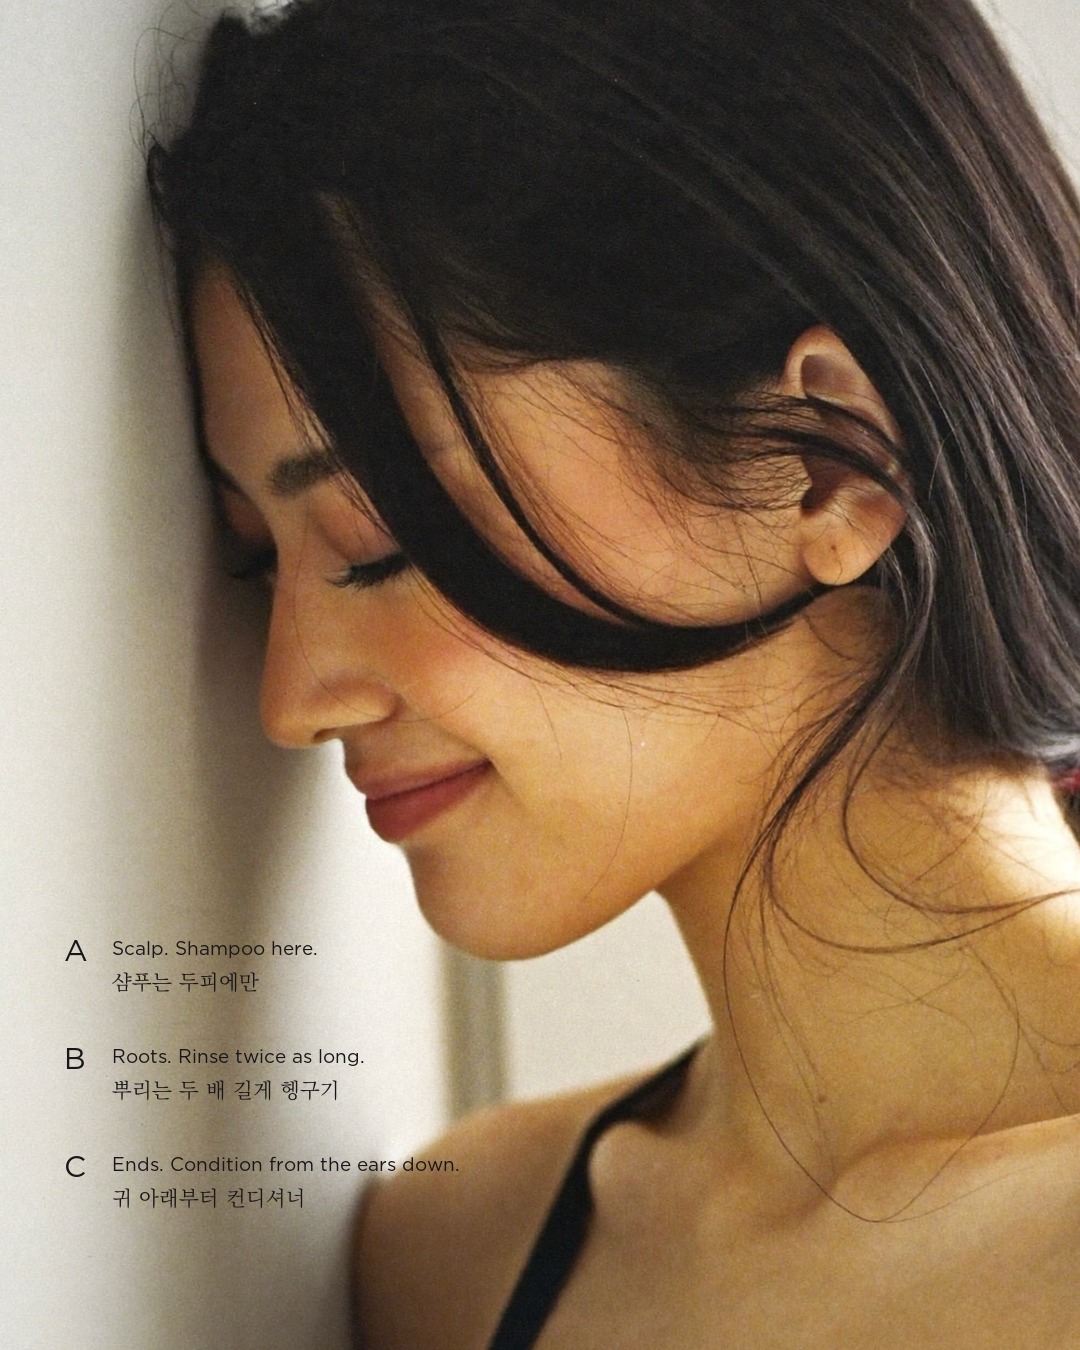 A Scalp. Shampoo here.
샴푸는 두피에만
B Roots. Rinse twice as long.
뿌리는 두 배 길게 헹구기
C Ends. Condition from the ears down.
귀 아래부터 컨디셔너